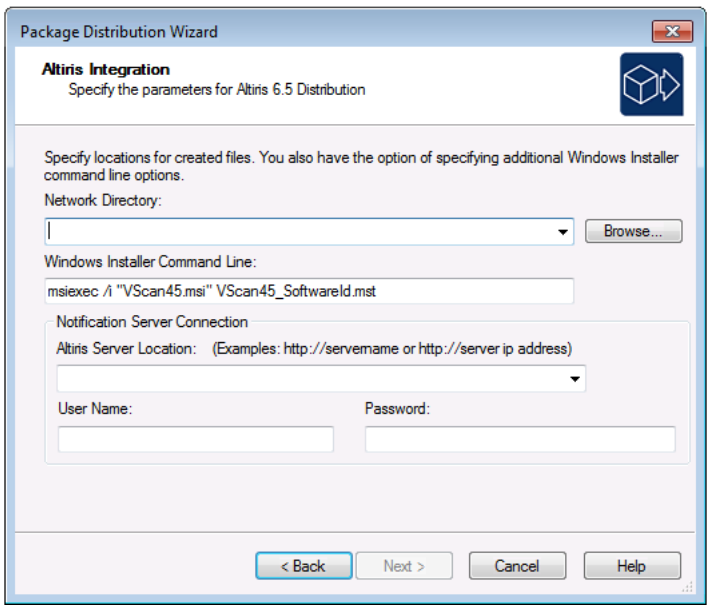 Package Distribution Wizard
Altiris Integration
Specify the parameters for Altiris 6.5 Distribution
Specify locations for created files. You also have the option of specifying additional Windows Installer
command line options.
Network Directory:
Browse...
Windows Installer Command Line:
msiexec /i "VScan45.msi" VScan45_SoftwareId.mst
Notification Server Connection
Altiris Server Location: (Examples: http://servername or http://server ip address)
User Name: Password:
< Back Next > Cancel Help